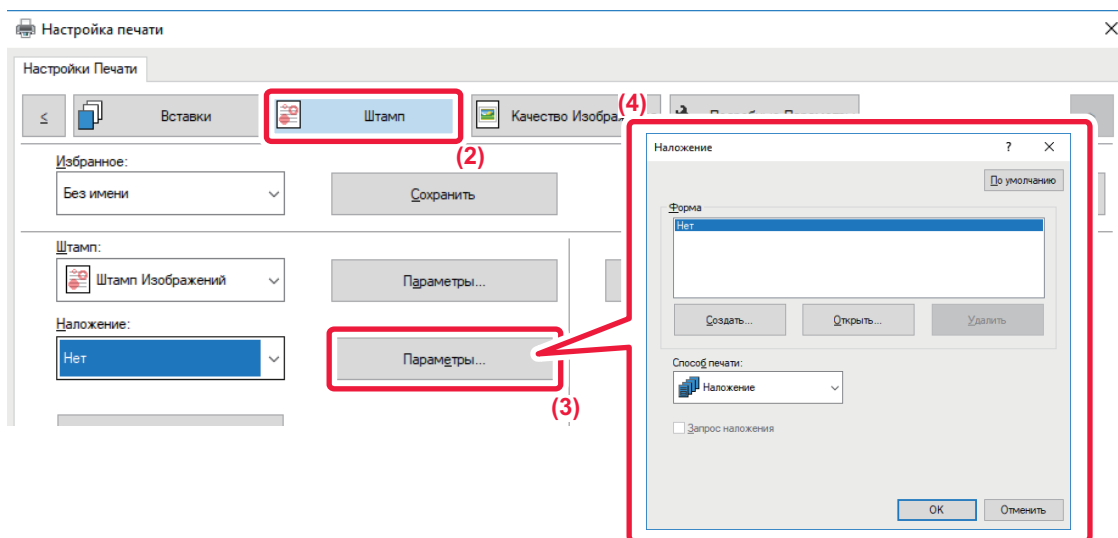 Настройка печати
Настройки Печати
<
Вставки
Штамп
Качество Изобра
(4)
(2)
Избранное:
Без имени
Сохранить
Штамп:
Штамп Изображений
Параметры...
Наложение:
Нет
Параметры...
(3)
Наложение
?
По умолчанию
Форма
Нет
Создать...
Открыть...
Удалить
Способ печати:
Наложение
Запрос наложения
OK
Отменить